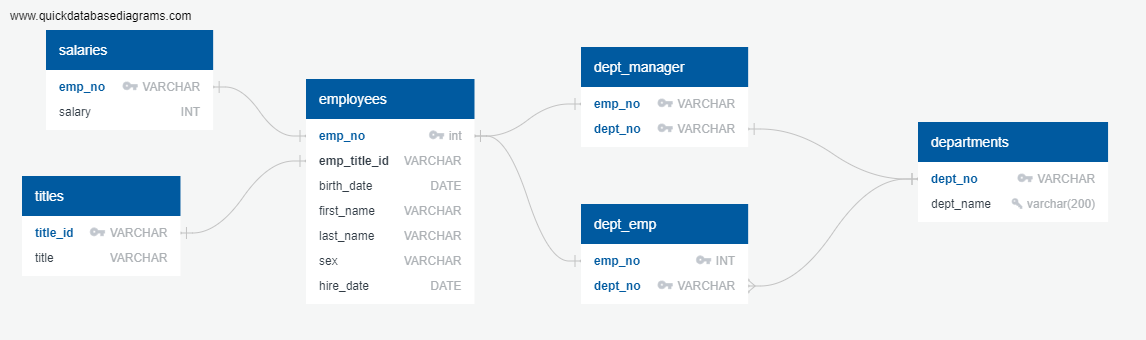 www.quickdatabasediagrams.com
salaries
emp_no VARCHAR
salary INT
titles
title_id VARCHAR
title VARCHAR
employees
emp_no int
emp_title_id VARCHAR
birth_date DATE
first_name VARCHAR
last_name VARCHAR
sex VARCHAR
hire_date DATE
dept_manager
emp_no VARCHAR
dept_no VARCHAR
dept_emp
emp_no INT
dept_no VARCHAR
departments
dept_no VARCHAR
dept_name varchar(200)